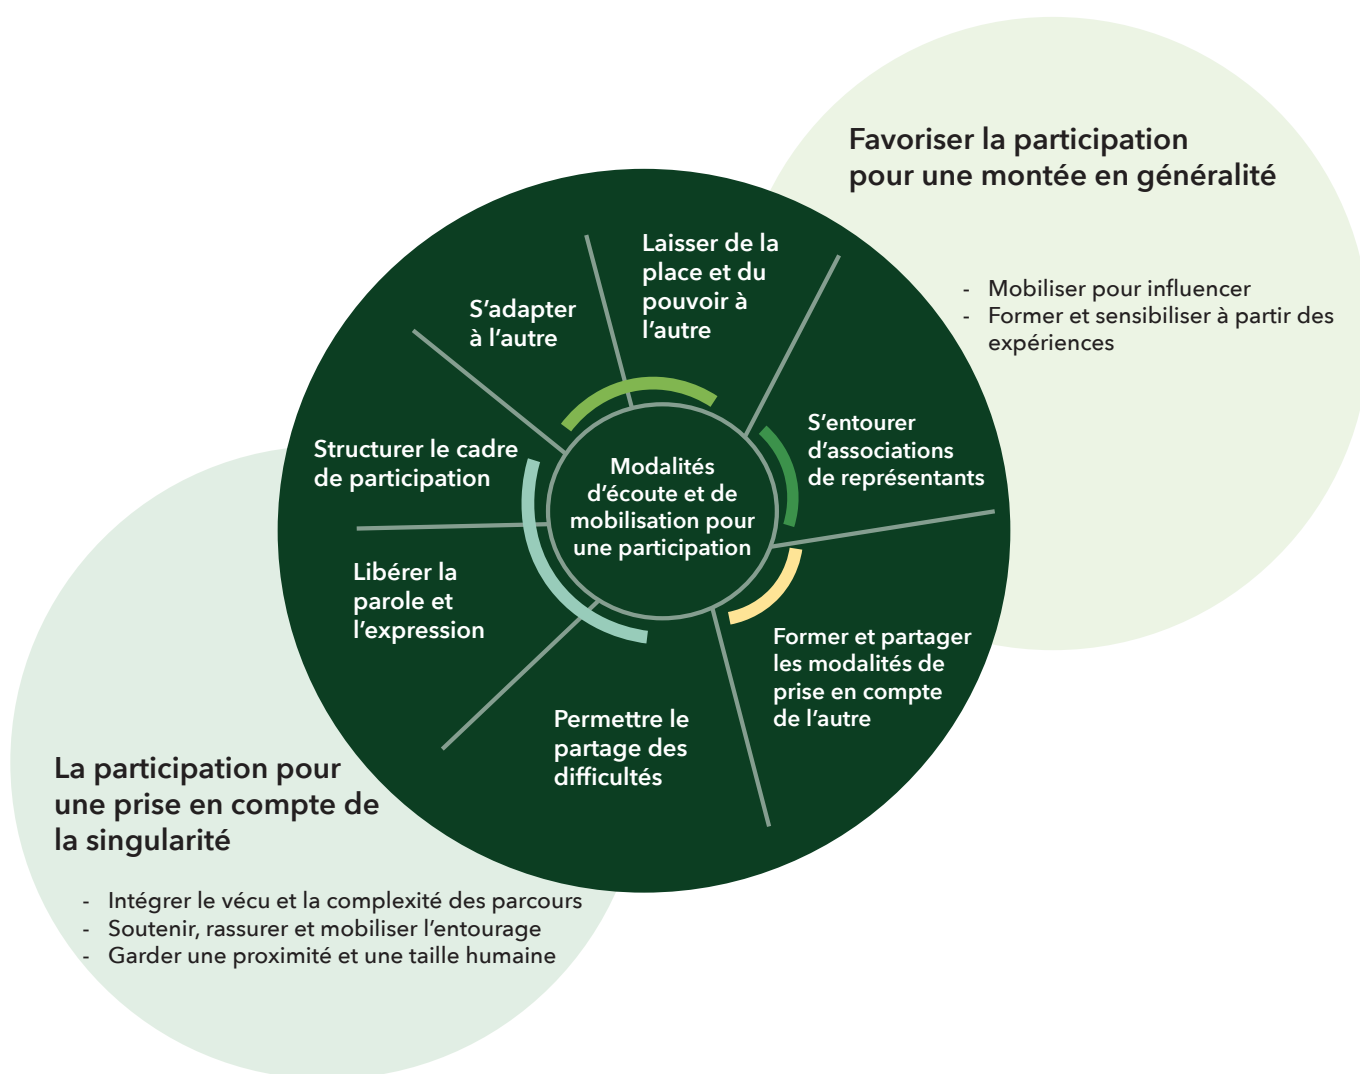 Favoriser la participation
pour une montée en généralité
- Mobiliser pour influencer
- Former et sensibiliser à partir des
expériences
Laisser de la
place et du
pouvoir à
l’autre
S’adapter
à l’autre
S’entourer
d’associations
de représentants
Structurer le cadre
de participation
Modalités
d’écoute et de
mobilisation pour
une participation
Libérer la
parole et
l’expression
Former et partager
les modalités de
prise en compte
de l’autre
Permettre le
partage des
difficultés
La participation pour
une prise en compte de
la singularité
- Intégrer le vécu et la complexité des parcours
- Soutenir, rassurer et mobiliser l’entourage
- Garder une proximité et une taille humaine